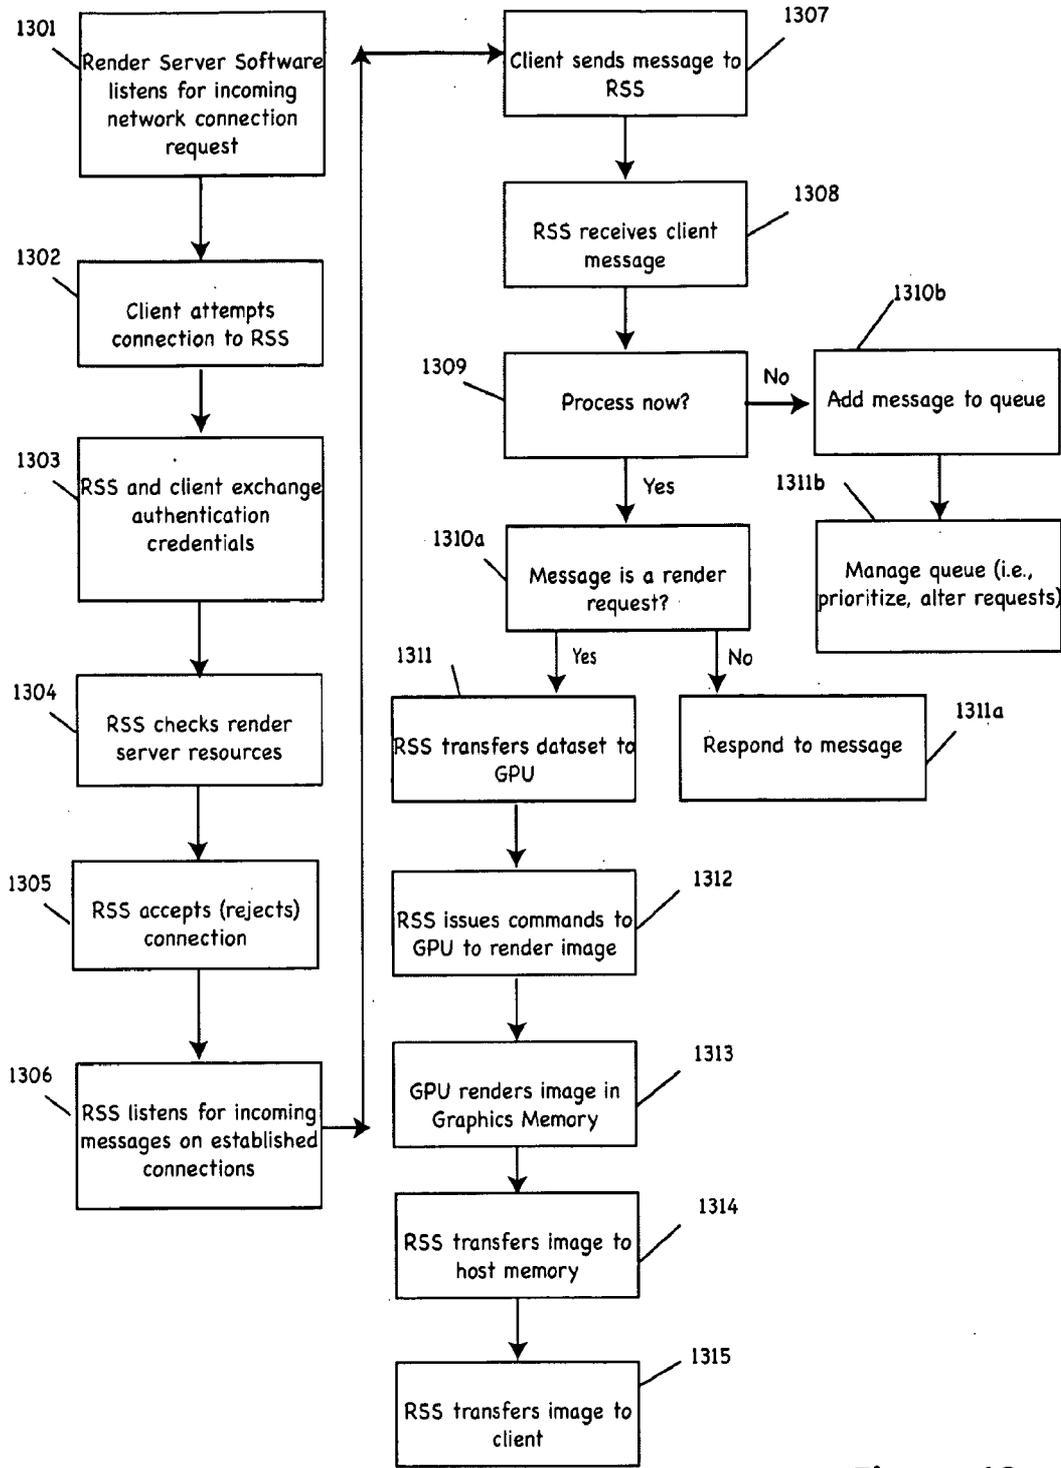 1301
Render Server Software
listens for incoming
network connection
request
1302
Client attempts
connection to RSS
1303
RSS and client exchange
authentication
credentials
1304
RSS checks render
server resources
1305
RSS accepts (rejects)
connection
1306
RSS listens for incoming
messages on established
connections
1307
Client sends message to
RSS
1308
RSS receives client
message
1309
Process now?
No
Yes
1310b
Add message to queue
1311b
Manage queue (i.e.,
prioritize, alter requests)
1310a
Message is a render
request?
Yes
No
1311
RSS transfers dataset to
GPU
1311a
Respond to message
1312
RSS issues commands to
GPU to render image
1313
GPU renders image in
Graphics Memory
1314
RSS transfers image to
host memory
1315
RSS transfers image to
client